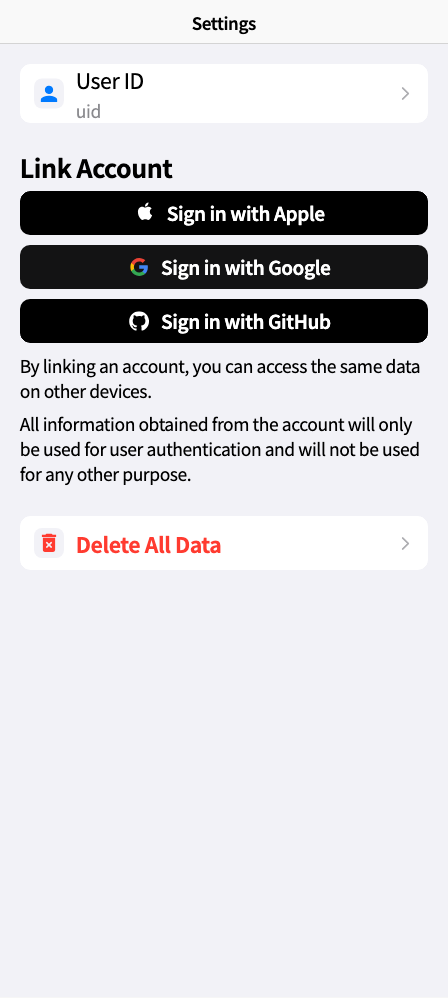 Settings
User ID
uid
Link Account
Sign in with Apple
Sign in with Google
Sign in with GitHub
By linking an account, you can access the same data
on other devices.
All information obtained from the account will only
be used for user authentication and will not be used
for any other purpose.
Delete All Data